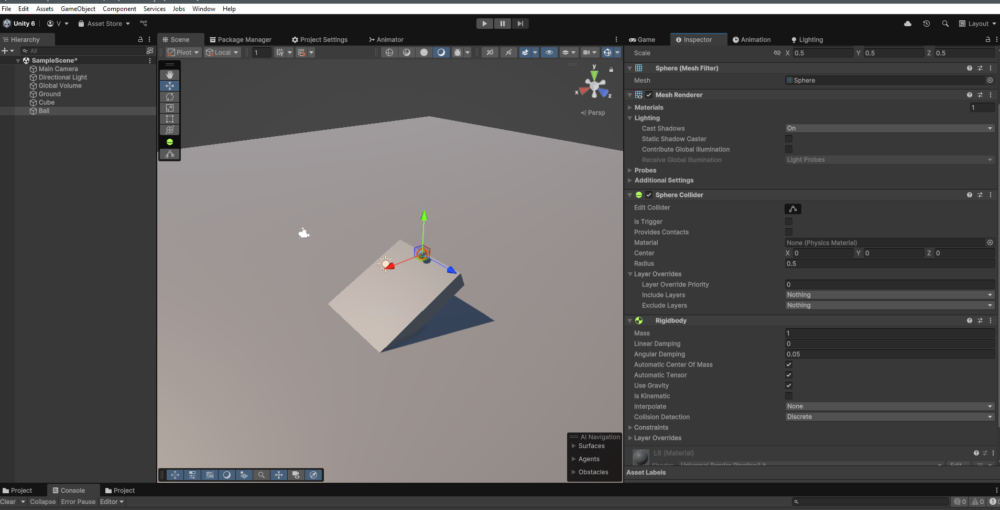 File Edit Assets GameObject Component Services Jobs Window Help
Unity 6 V Asset Store Layout
Hierarchy
Scene Package Manager Project Settings Animator
Game Inspector Animation Lighting
All
Pivot Local 1 2D
SampleScene*
Main Camera
Directional Light
Global Volume
Ground
Cube
Ball
y
x
z
Persp
AI Navigation
Surfaces
Agents
Obstacles
Scale X 0.5 Y 0.5 Z 0.5
Sphere (Mesh Filter)
Mesh Sphere
Mesh Renderer
Materials 1
Lighting
Cast Shadows On
Static Shadow Caster
Contribute Global Illumination
Receive Global Illumination Light Probes
Probes
Additional Settings
Sphere Collider
Edit Collider
Is Trigger
Provides Contacts
Material None (Physics Material)
Center X 0 Y 0 Z 0
Radius 0.5
Layer Overrides
Layer Override Priority 0
Include Layers Nothing
Exclude Layers Nothing
Rigidbody
Mass 1
Linear Damping 0
Angular Damping 0.05
Automatic Center Of Mass
Automatic Tensor
Use Gravity
Is Kinematic
Interpolate None
Collision Detection Discrete
Constraints
Layer Overrides
Lit (Material)
Shader Universal Render Pipeline/Lit Edit
Asset Labels
Project Console Project
Clear Collapse Error Pause Editor 0 0